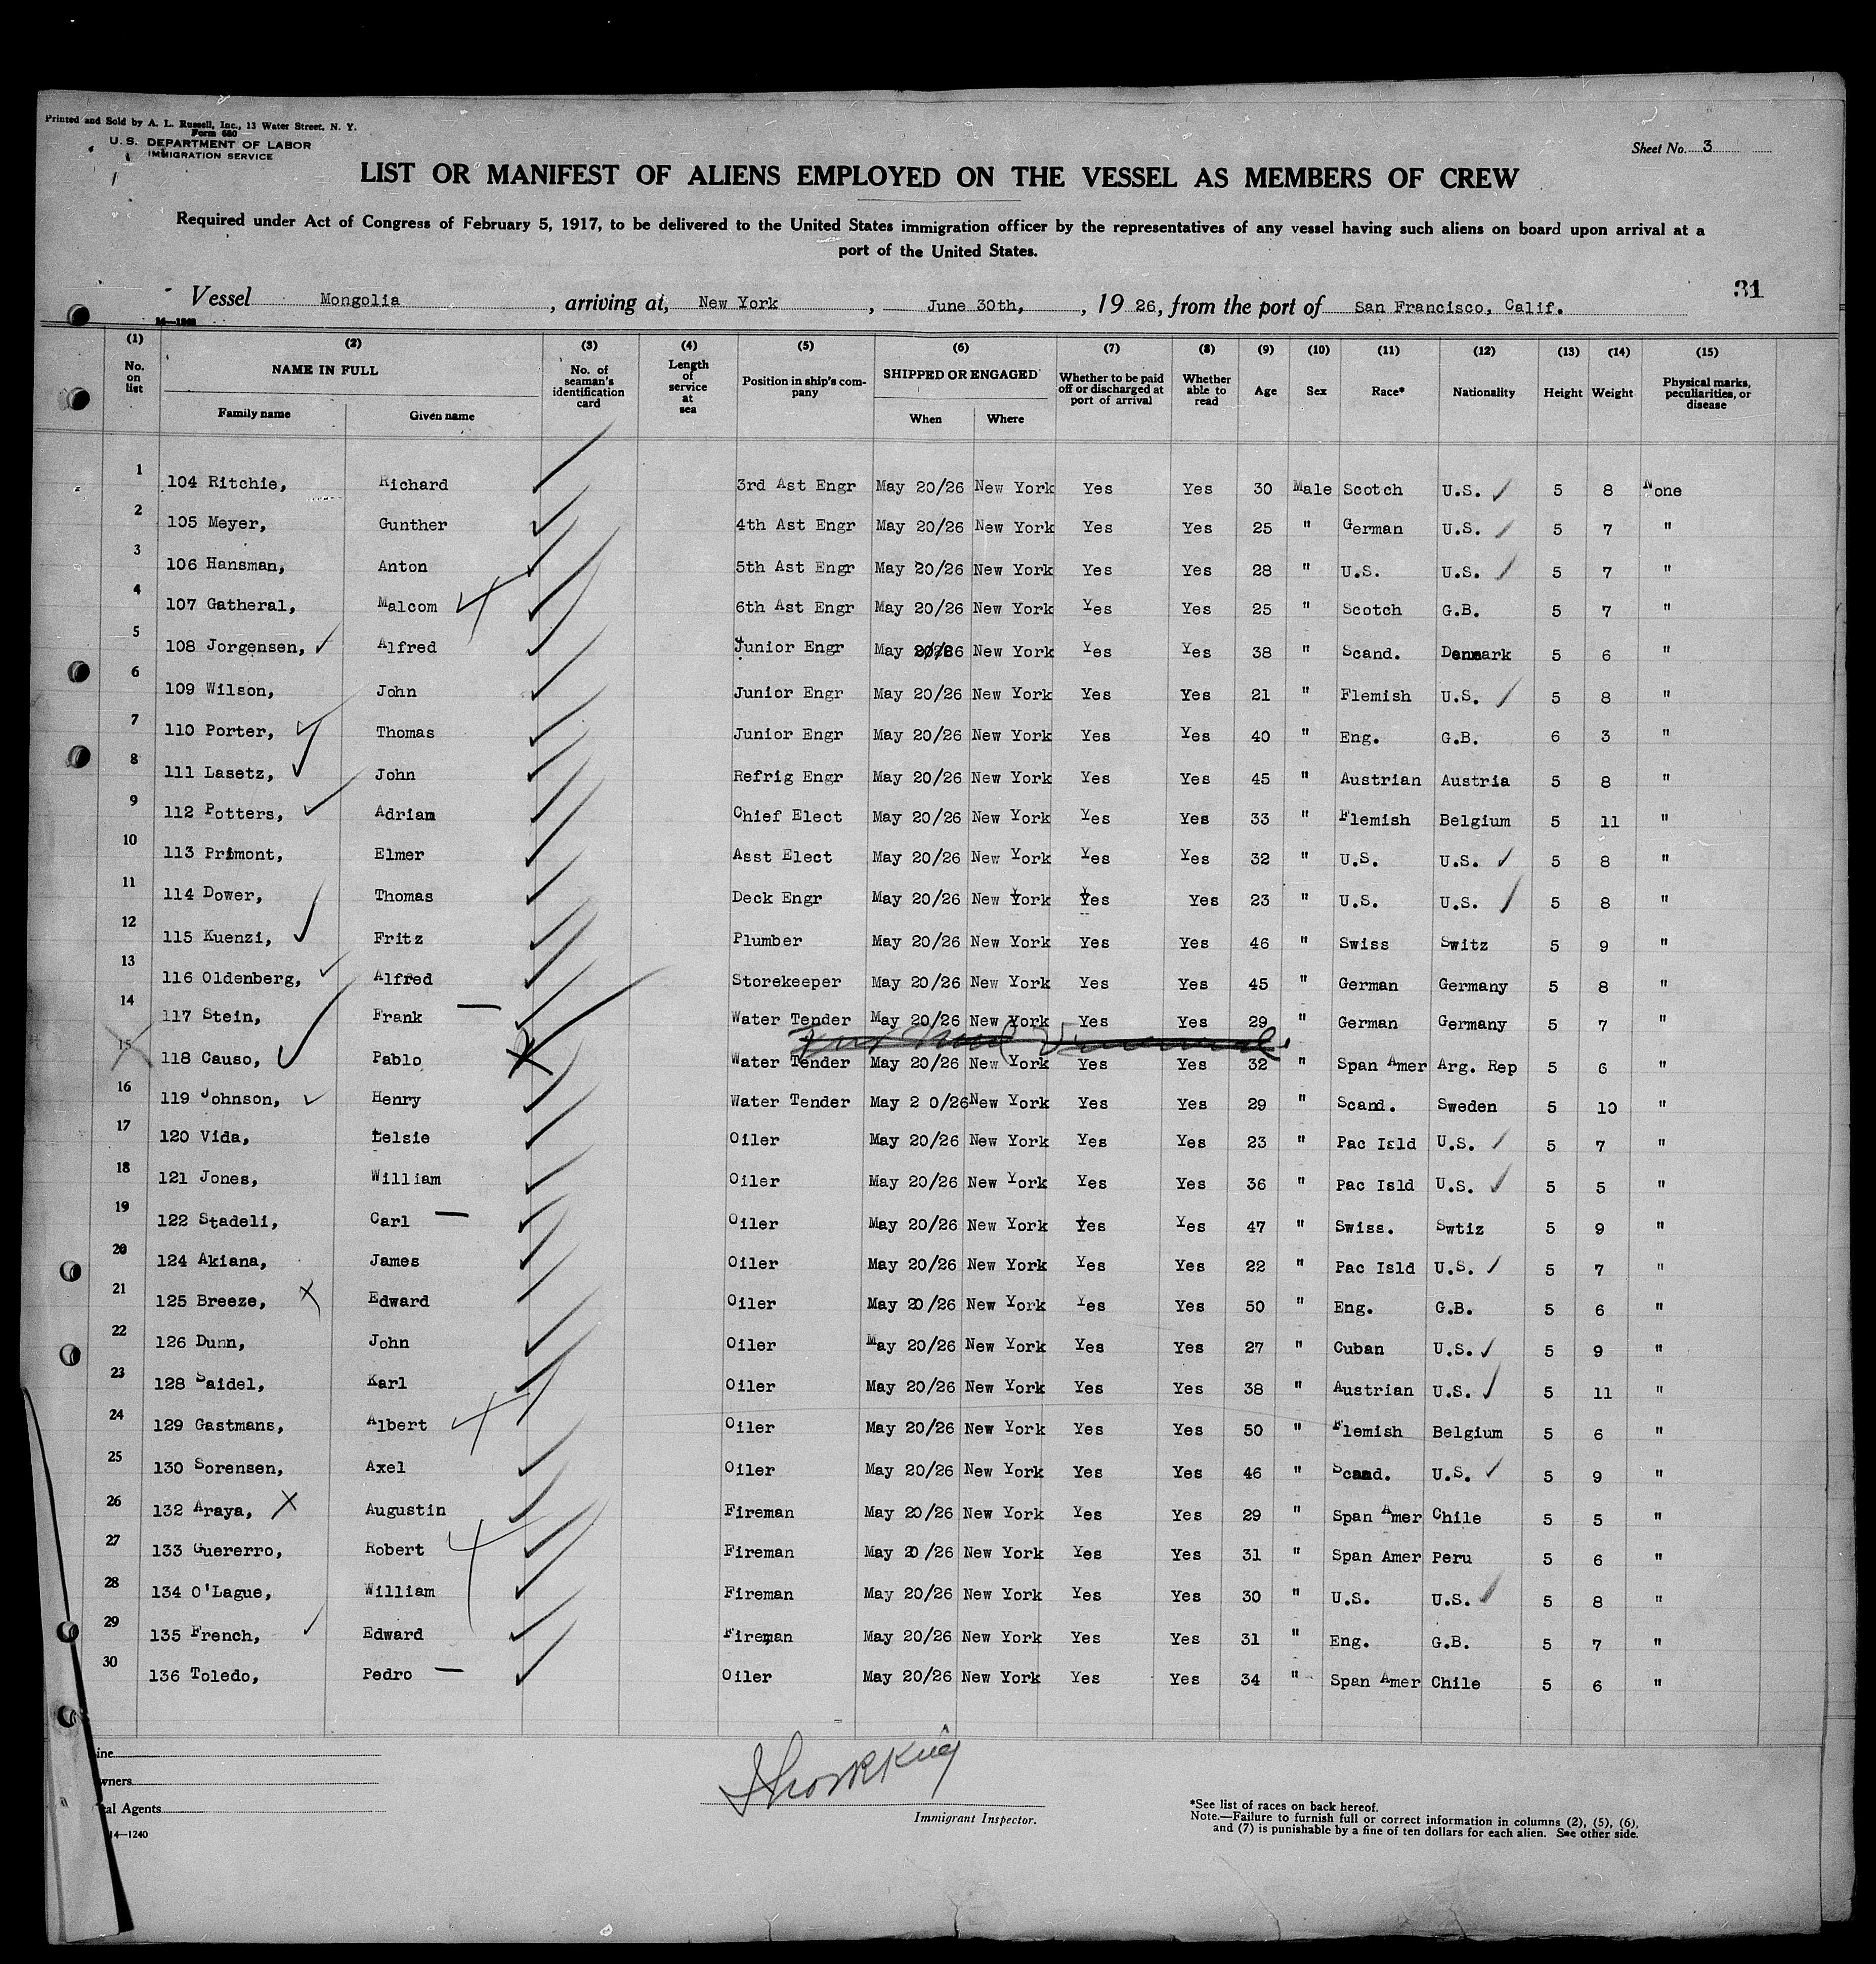 Printed and Sold by A. L. Russell, Inc., 13 Water Street, N. Y.
Form 680
U. S. DEPARTMENT OF LABOR
IMMIGRATION SERVICE
Sheet No. 3
LIST OR MANIFEST OF ALIENS EMPLOYED ON THE VESSEL AS MEMBERS OF CREW
Required under Act of Congress of February 5, 1917, to be delivered to the United States immigration officer by the representatives of any vessel having such aliens on board upon arrival at a
port of the United States.
31
Vessel Mongolia, arriving at, New York, June 30th, 1926, from the port of San Francisco, Calif.
14—1240
(1) (2) (3) (4) (5) (6) (7) (8) (9) (10) (11) (12) (13) (14) (15)
No. on list NAME IN FULL Family name Given name No. of seaman's identification card Length of service at sea Position in ship's company SHIPPED OR ENGAGED When Where Whether to be paid off or discharged at port of arrival Whether able to read Age Sex Race* Nationality Height Weight Physical marks, peculiarities, or disease
1 104 Ritchie, Richard 3rd Ast Engr May 20/26 New York Yes Yes 30 Male Scotch U.S. 5 8 None
2 105 Meyer, Gunther 4th Ast Engr May 20/26 New York Yes Yes 25 " German U.S. 5 7 "
3 106 Hansman, Anton 5th Ast Engr May 20/26 New York Yes Yes 28 " U.S. U.S. 5 7 "
4 107 Gatheral, Malcom 6th Ast Engr May 20/26 New York Yes Yes 25 " Scotch G.B. 5 7 "
5 108 Jorgensen, Alfred Junior Engr May 20/26 New York Yes Yes 38 " Scand. Denmark 5 6 "
6 109 Wilson, John Junior Engr May 20/26 New York Yes Yes 21 " Flemish U.S. 5 8 "
7 110 Porter, Thomas Junior Engr May 20/26 New York Yes Yes 40 " Eng. G.B. 6 3 "
8 111 Lasetz, John Refrig Engr May 20/26 New York Yes Yes 45 " Austrian Austria 5 8 "
9 112 Potters, Adrian Chief Elect May 20/26 New York Yes Yes 33 " Flemish Belgium 5 11 "
10 113 Primont, Elmer Asst Elect May 20/26 New York Yes Yes 32 " U.S. U.S. 5 8 "
11 114 Dower, Thomas Deck Engr May 20/26 New York Yes Yes 23 " U.S. U.S. 5 8 "
12 115 Kuenzi, Fritz Plumber May 20/26 New York Yes Yes 46 " Swiss Switz 5 9 "
13 116 Oldenberg, Alfred Storekeeper May 20/26 New York Yes Yes 45 " German Germany 5 8 "
14 117 Stein, Frank Water Tender May 20/26 New York Yes Yes 29 " German Germany 5 7 "
15 118 Causo, Pablo Water Tender May 20/26 New York Yes Yes 32 " Span Amer Arg. Rep 5 6 "
16 119 Johnson, Henry Water Tender May 2 0/26 New York Yes Yes 29 " Scand. Sweden 5 10 "
17 120 Vida, Lelsie Oiler May 20/26 New York Yes Yes 23 " Pac Isld U.S. 5 7 "
18 121 Jones, William Oiler May 20/26 New York Yes Yes 36 " Pac Isld U.S. 5 5 "
19 122 Stadeli, Carl Oiler May 20/26 New York Yes Yes 47 " Swiss. Swtiz 5 9 "
20 124 Akiana, James Oiler May 20/26 New York Yes Yes 22 " Pac Isld U.S. 5 7 "
21 125 Breeze, Edward Oiler May 20 /26 New York Yes Yes 50 " Eng. G.B. 5 6 "
22 126 Dunn, John Oiler May 20/26 New York Yes Yes 27 " Cuban U.S. 5 9 "
23 128 Saidel, Karl Oiler May 20/26 New York Yes Yes 38 " Austrian U.S. 5 11 "
24 129 Gastmans, Albert Oiler May 20/26 New York Yes Yes 50 " Flemish Belgium 5 6 "
25 130 Sorensen, Axel Oiler May 20/26 New York Yes Yes 46 " Scand. U.S. 5 9 "
26 132 Araya, Augustin Fireman May 20/26 New York Yes Yes 29 " Span Amer Chile 5 5 "
27 133 Guererro, Robert Fireman May 20 /26 New York Yes Yes 31 " Span Amer Peru 5 6 "
28 134 O'Lague, William Fireman May 20/26 New York Yes Yes 30 " U.S. U.S. 5 8 "
29 135 French, Edward Fireman May 20/26 New York Yes Yes 31 " Eng. G.B. 5 7 "
30 136 Toledo, Pedro Oiler May 20/26 New York Yes Yes 34 " Span Amer Chile 5 6 "
ine
wners
al Agents
14—1240
Immigrant Inspector.
*See list of races on back hereof.
Note.—Failure to furnish full or correct information in columns (2), (5), (6),
and (7) is punishable by a fine of ten dollars for each alien. See other side.